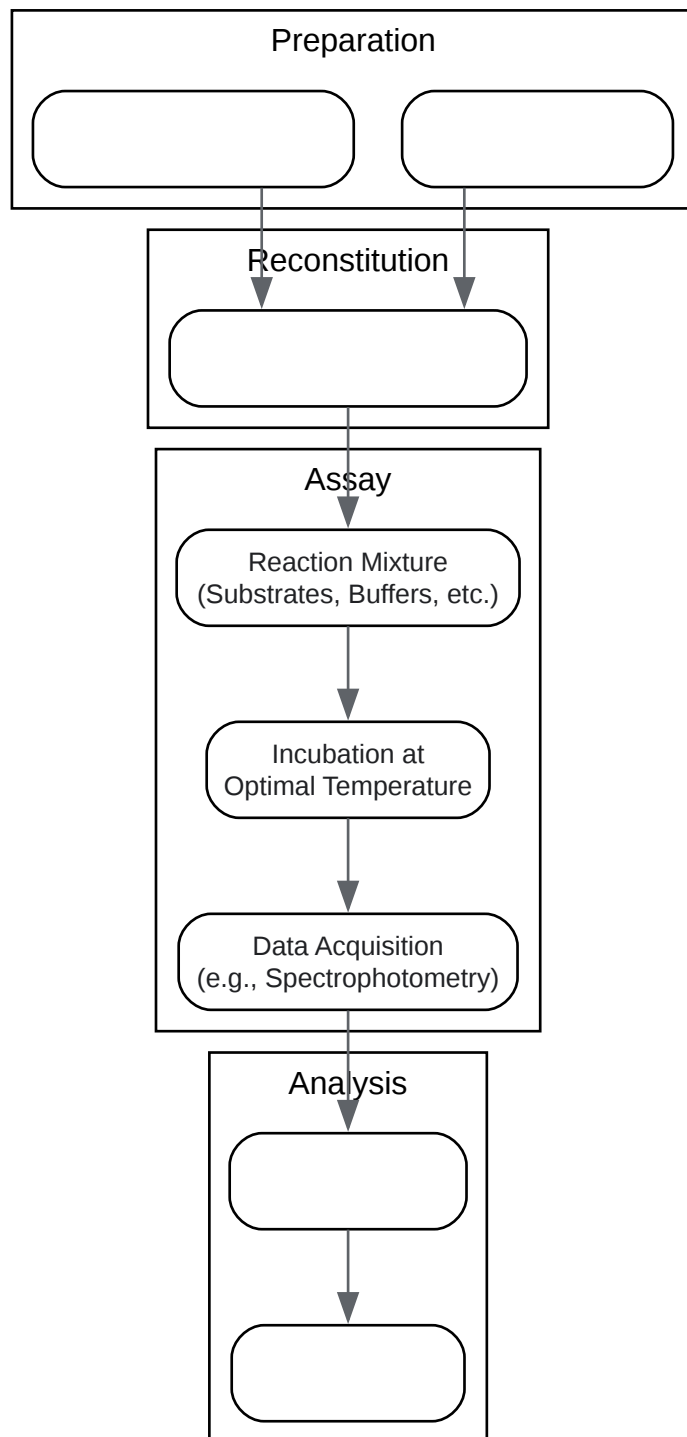 Preparation
Reconstitution
Assay
Reaction Mixture
(Substrates, Buffers, etc.)
Incubation at
Optimal Temperature
Data Acquisition
(e.g., Spectrophotometry)
Analysis